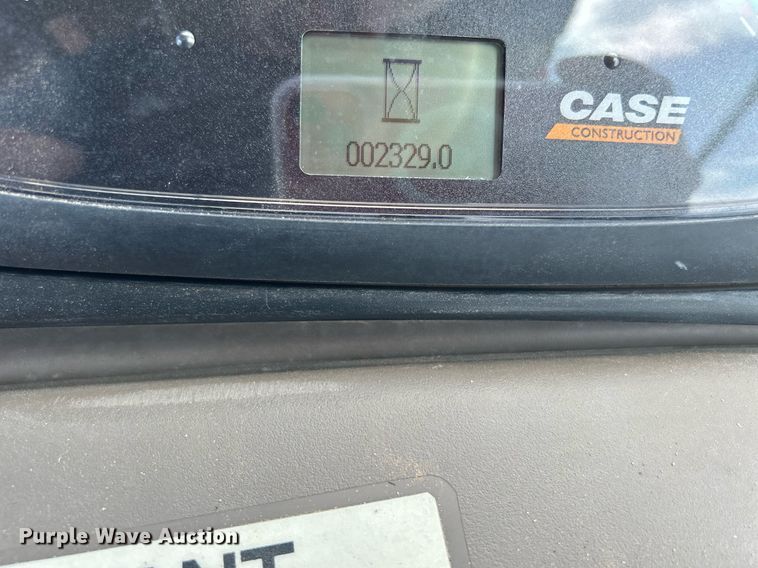 002329.0
CASE
CONSTRUCTION
Purple Wave Auction